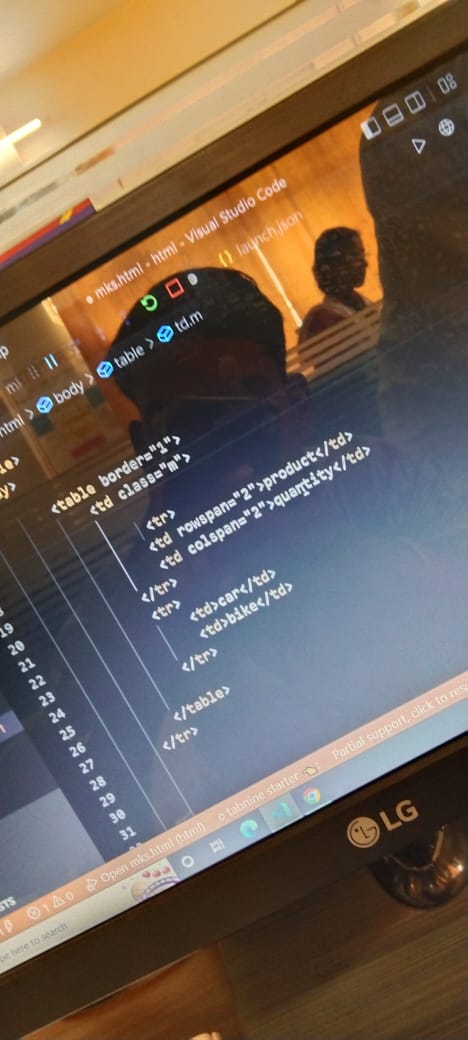 mks.html - html - Visual Studio Code
launch.json
html > body > table > td.m
<table border="1">
<td class="m">
<tr>
<td rowspan="2">product</td>
<td colspan="2">quantity</td>
</tr>
<tr>
<td>car</td>
<td>bike</td>
</tr>
</table>
</tr>
19
20
21
22
23
24
25
26
27
28
29
30
31
1 0 Open mks.html (html) tabnine starter Partial support, click to res
pe here to search
LG